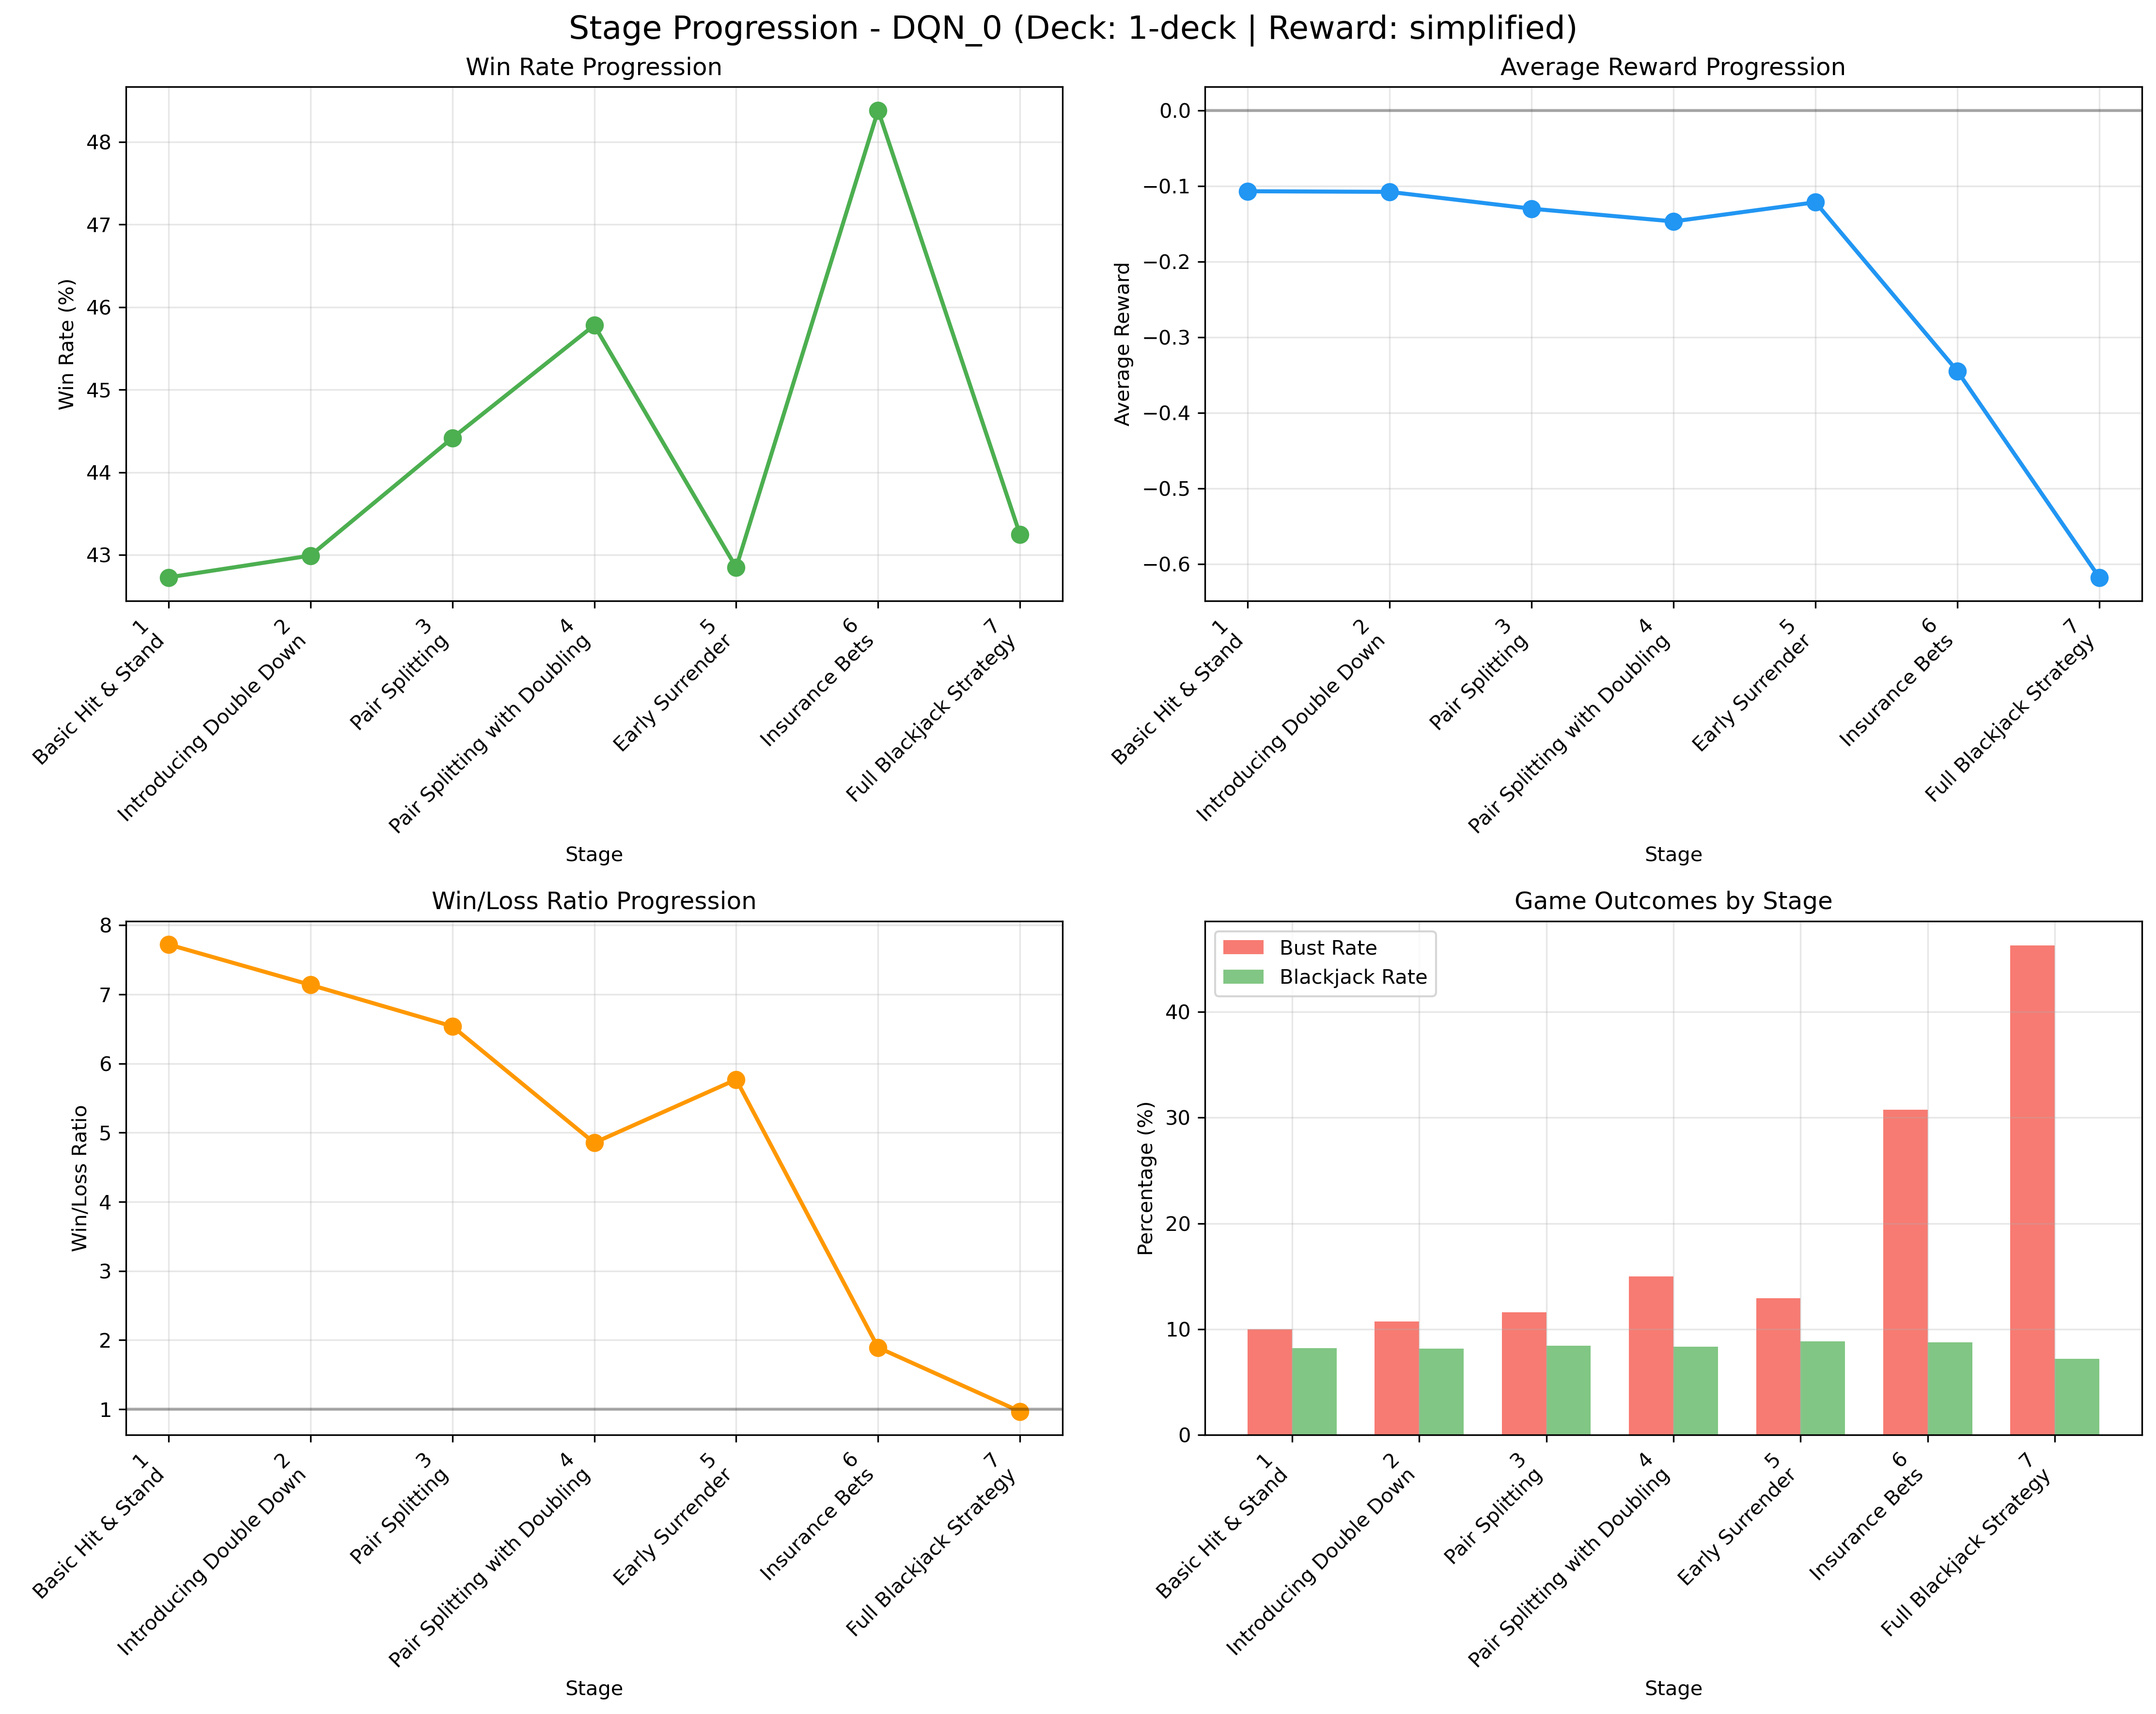 Stage Progression - DQN_0 (Deck: 1-deck | Reward: simplified)
Win Rate Progression
Win Rate (%)
48
47
46
45
44
43
1
Basic Hit & Stand
2
Introducing Double Down
3
Pair Splitting
4
Pair Splitting with Doubling
5
Early Surrender
6
Insurance Bets
7
Full Blackjack Strategy
Stage
Average Reward Progression
Average Reward
0.0
−0.1
−0.2
−0.3
−0.4
−0.5
−0.6
1
Basic Hit & Stand
2
Introducing Double Down
3
Pair Splitting
4
Pair Splitting with Doubling
5
Early Surrender
6
Insurance Bets
7
Full Blackjack Strategy
Stage
Win/Loss Ratio Progression
Win/Loss Ratio
8
7
6
5
4
3
2
1
1
Basic Hit & Stand
2
Introducing Double Down
3
Pair Splitting
4
Pair Splitting with Doubling
5
Early Surrender
6
Insurance Bets
7
Full Blackjack Strategy
Stage
Game Outcomes by Stage
Bust Rate
Blackjack Rate
Percentage (%)
40
30
20
10
0
1
Basic Hit & Stand
2
Introducing Double Down
3
Pair Splitting
4
Pair Splitting with Doubling
5
Early Surrender
6
Insurance Bets
7
Full Blackjack Strategy
Stage